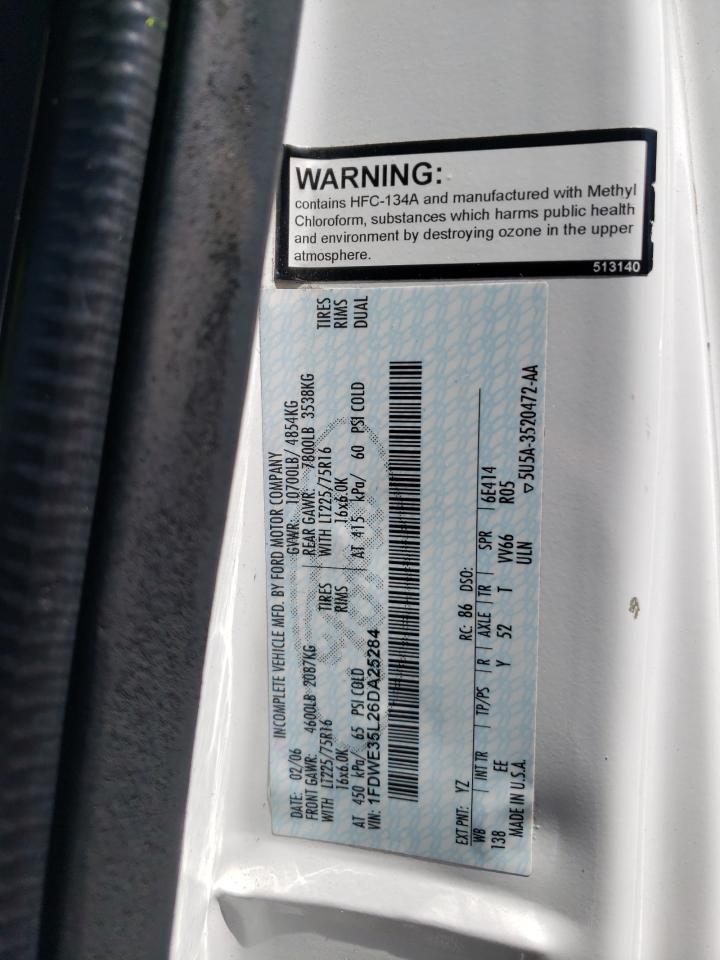 WARNING:
contains HFC-134A and manufactured with Methyl
Chloroform, substances which harms public health
and environment by destroying ozone in the upper
atmosphere.
513140
INCOMPLETE VEHICLE MFD. BY FORD MOTOR COMPANY
DATE: 02/06 GVWR: 10700LB/ 4854KG
FRONT GAWR: 4600LB 2087KG REAR GAWR: 7800LB 3538KG
WITH LT225/75R16 TIRES WITH LT225/75R16 TIRES
16x6.0K RIMS 16x6.0K RIMS
AT 450 kPa/ 65 PSI COLD AT 415 kPa/ 60 PSI COLD DUAL
VIN: 1FDWE35L26DA25284
EXT PNT: YZ RC: 86 DSO:
WB INT TR TP/PS R AXLE TR SPR 6E414
138 EE Y 52 T VV66 R05
MADE IN U.S.A. ULN ▽5U5A-3520472-AA